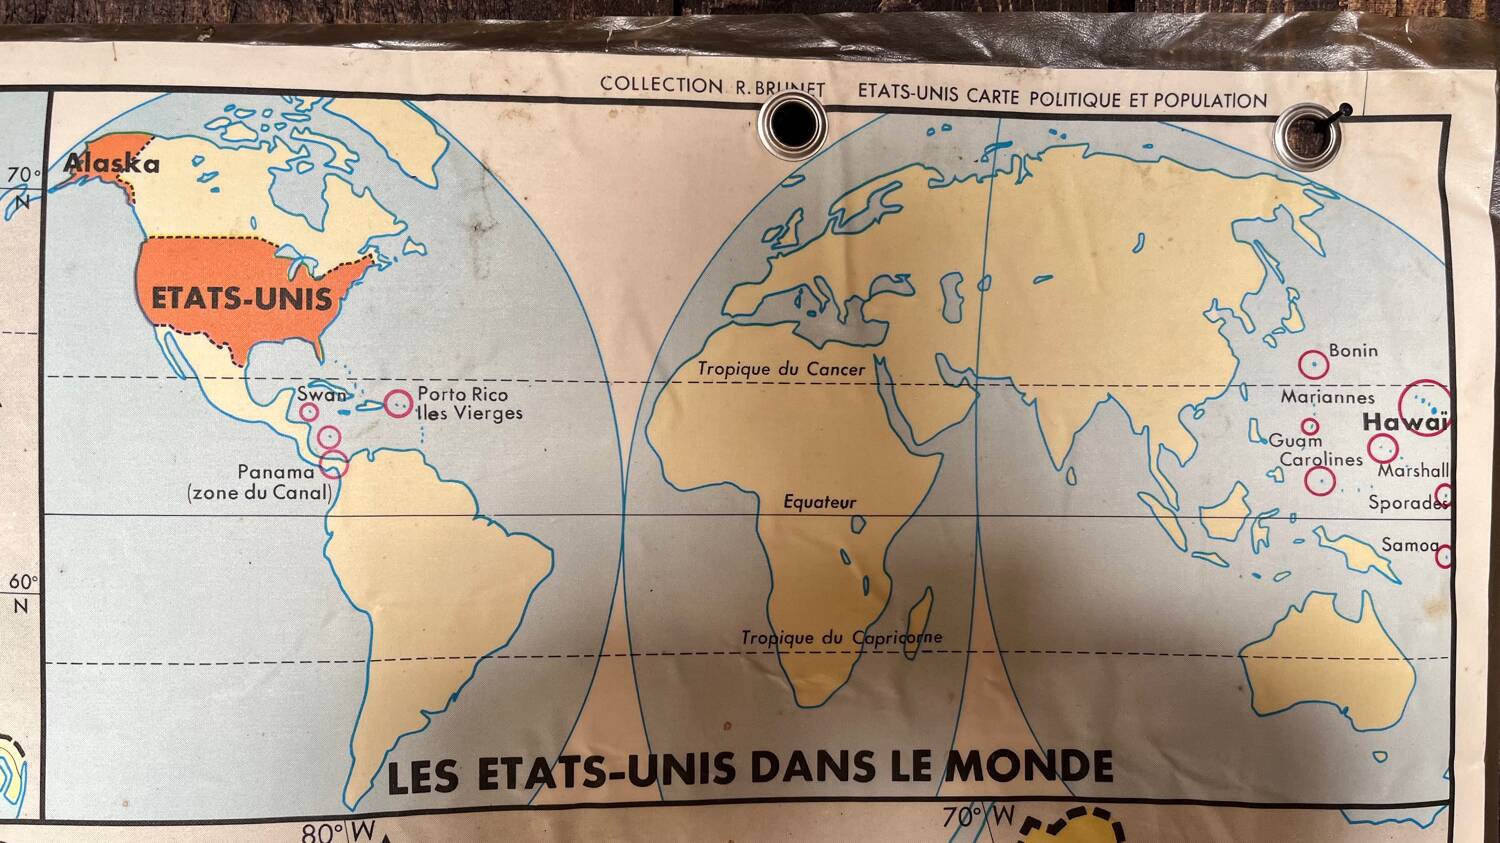 COLLECTION R. BRUNET ETATS-UNIS CARTE POLITIQUE ET POPULATION
Alaska
70°
N
ETATS-UNIS
Bonin
Tropique du Cancer
Swan
Porto Rico
Iles Vierges
Mariannes
Hawaï
Guam
Carolines
Marshall
Panama
(zone du Canal)
Equateur
Sporades
Samoa
60°
N
Tropique du Capricorne
LES ETATS-UNIS DANS LE MONDE
80° W
70° W